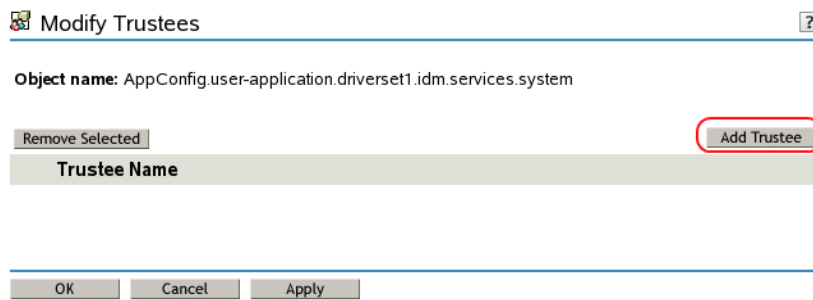 Modify Trustees ?
Object name: AppConfig.user-application.driverset1.idm.services.system
Remove Selected Add Trustee
Trustee Name
OK Cancel Apply